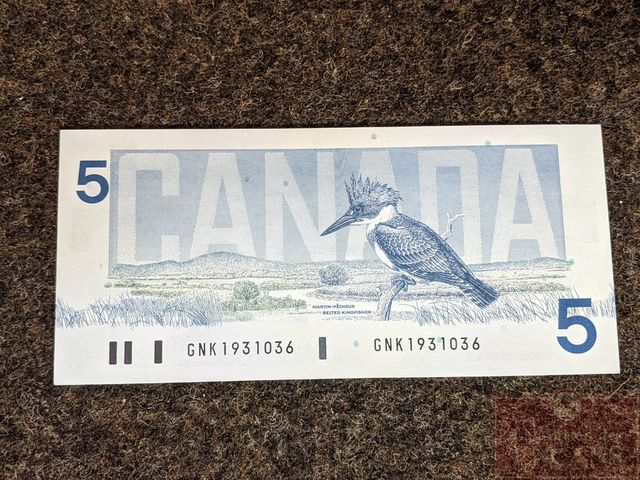 5
CANADA
MARTIN-PÊCHEUR
BELTED KINGFISHER
5
GNK1931036 GNK1931036